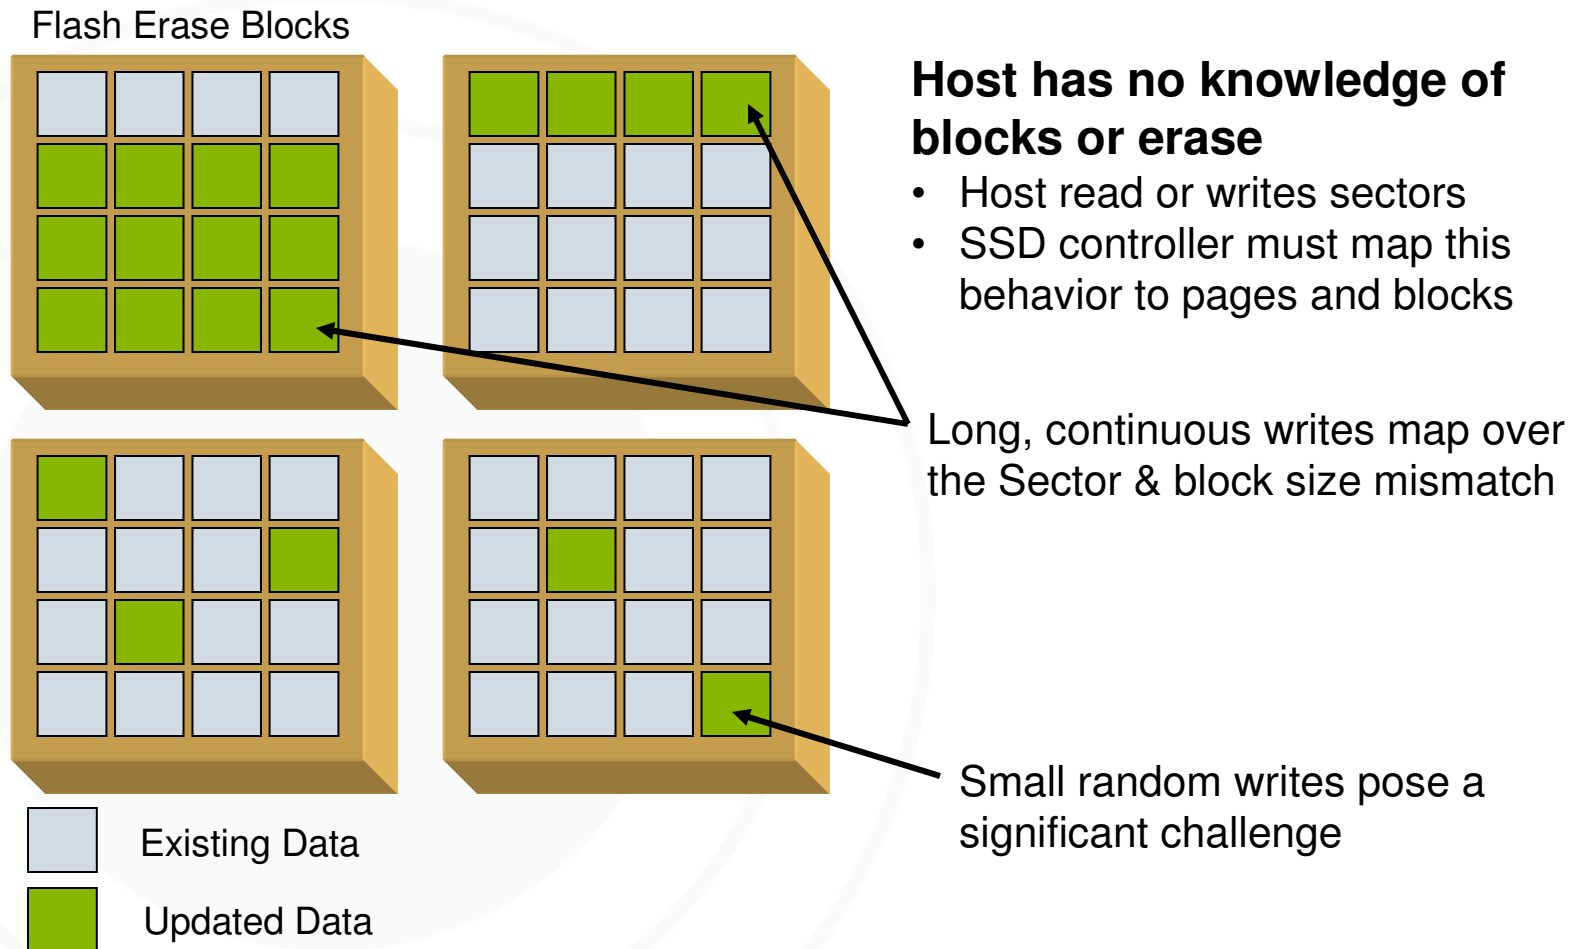 Flash Erase Blocks
Host has no knowledge of
blocks or erase
• Host read or writes sectors
• SSD controller must map this
behavior to pages and blocks
Long, continuous writes map over
the Sector & block size mismatch
Small random writes pose a
significant challenge
Existing Data
Updated Data